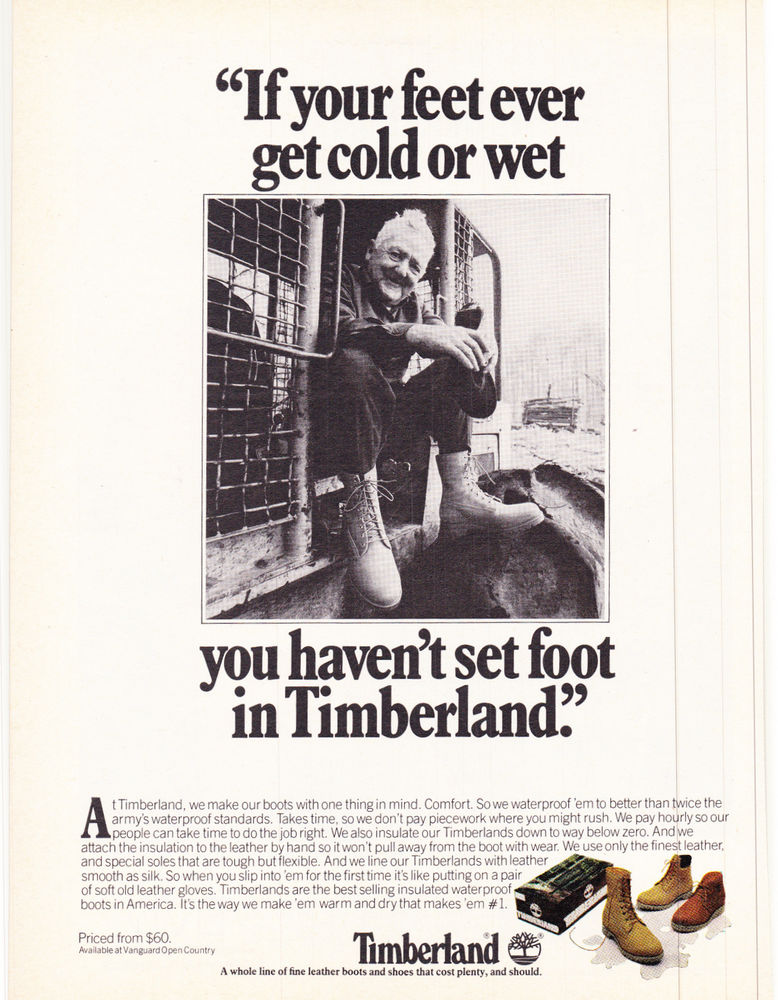 “If your feet ever
get cold or wet
you haven’t set foot
in Timberland.”
At Timberland, we make our boots with one thing in mind. Comfort. So we waterproof ’em to better than twice the
army’s waterproof standards. Takes time, so we don’t pay piecework where you might rush. We pay hourly so our
people can take time to do the job right. We also insulate our Timberlands down to way below zero. And we
attach the insulation to the leather by hand so it won’t pull away from the boot with wear. We use only the finest leather,
and special soles that are tough but flexible. And we line our Timberlands with leather
smooth as silk. So when you slip into ’em for the first time it’s like putting on a pair
of soft old leather gloves. Timberlands are the best selling insulated waterproof
boots in America. It’s the way we make ’em warm and dry that makes ’em #1.
Priced from $60.
Available at Vanguard Open Country
Timberland®
A whole line of fine leather boots and shoes that cost plenty, and should.